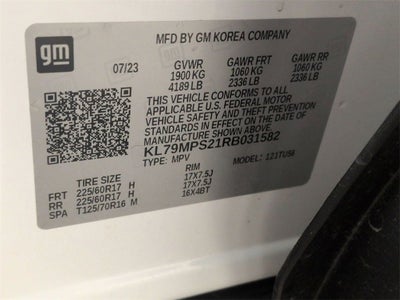 gm
MFD BY GM KOREA COMPANY
07/23 GVWR GAWR FRT GAWR RR
1900 KG 1060 KG 1060 KG
4189 LB 2336 LB 2336 LB
THIS VEHICLE CONFORMS TO ALL
APPLICABLE U.S. FEDERAL MOTOR
VEHICLE SAFETY AND THEFT PREVENTION
STANDARDS IN EFFECT ON THE DATE OF
MANUFACTURE SHOWN ABOVE.
KL79MPS21RB031582
TYPE: MPV MODEL: 121TU58
TIRE SIZE RIM
FRT 225/60R17 H 17X7.5J
RR 225/60R17 H 17X7.5J
SPA T125/70R16 M 16X4BT